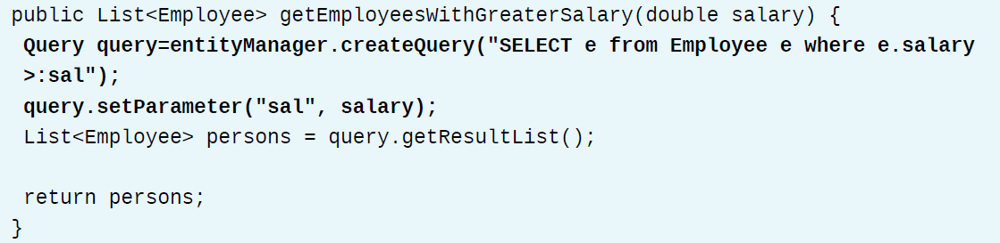 public List<Employee> getEmployeesWithGreaterSalary(double salary) {
Query query=entityManager.createQuery("SELECT e from Employee e where e.salary
>:sal");
query.setParameter("sal", salary);
List<Employee> persons = query.getResultList();
return persons;
}